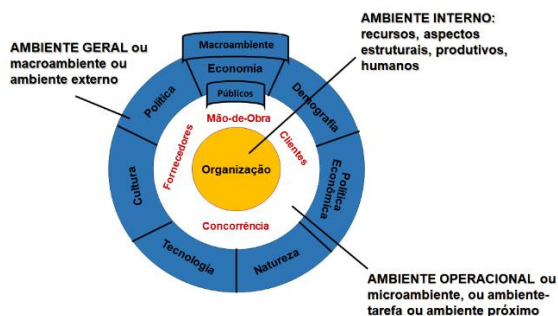 AMBIENTE GERAL ou
macroambiente ou
ambiente externo
AMBIENTE INTERNO:
recursos, aspectos
estruturais, produtivos,
humanos
Macroambiente
Economia
Públicos
Política
Demografia
Mão-de-Obra
Fornecedores
Clientes
Organização
Cultura
Política
Econômica
Concorrência
Tecnologia
Natureza
AMBIENTE OPERACIONAL ou
microambiente, ou ambiente-
tarefa ou ambiente próximo